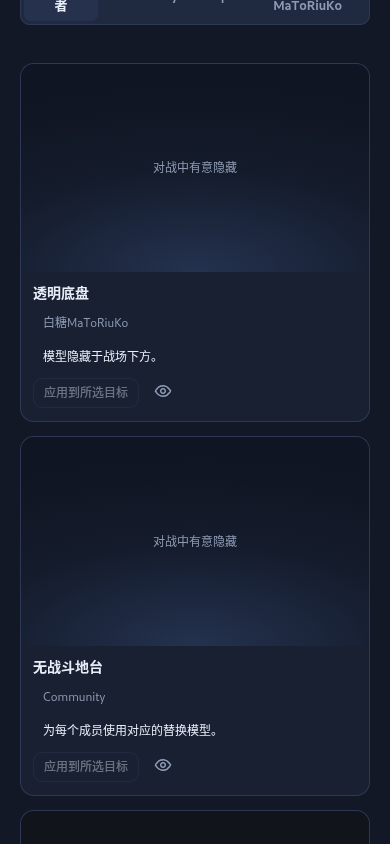 者
MaToRiuKo
对战中有意隐藏
透明底盘
白糖MaToRiuKo
模型隐藏于战场下方。
应用到所选目标
对战中有意隐藏
无战斗地台
Community
为每个成员使用对应的替换模型。
应用到所选目标